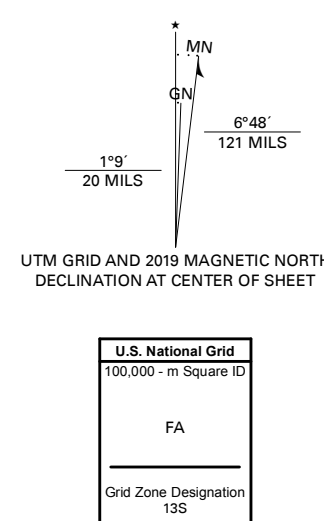 ★
MN
GN
6°48´
121 MILS
1°9´
20 MILS
UTM GRID AND 2019 MAGNETIC NORTH
DECLINATION AT CENTER OF SHEET
U.S. National Grid
100,000 - m Square ID
FA
Grid Zone Designation
13S